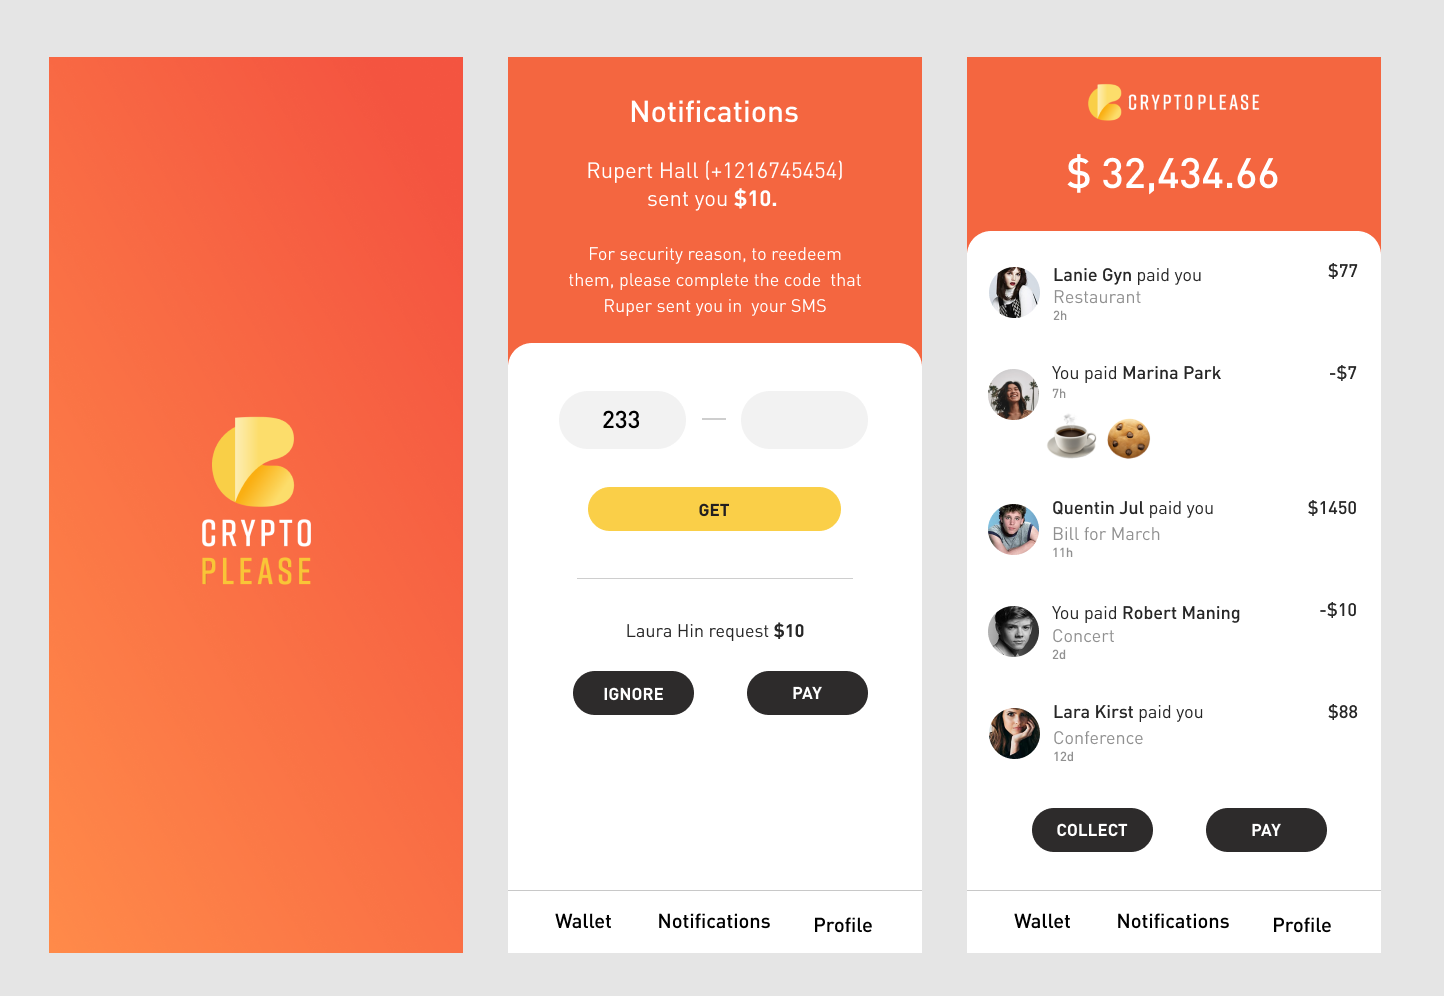 CRYPTO
PLEASE
Notifications
Rupert Hall (+1216745454)
sent you $10.
For security reason, to reedeem
them, please complete the code that
Ruper sent you in your SMS
233
GET
Laura Hin request $10
IGNORE PAY
Wallet Notifications Profile
CRYPTOPLEASE
$ 32,434.66
Lanie Gyn paid you $77
Restaurant
2h
You paid Marina Park -$7
7h
Quentin Jul paid you $1450
Bill for March
11h
You paid Robert Maning -$10
Concert
2d
Lara Kirst paid you $88
Conference
12d
COLLECT PAY
Wallet Notifications Profile